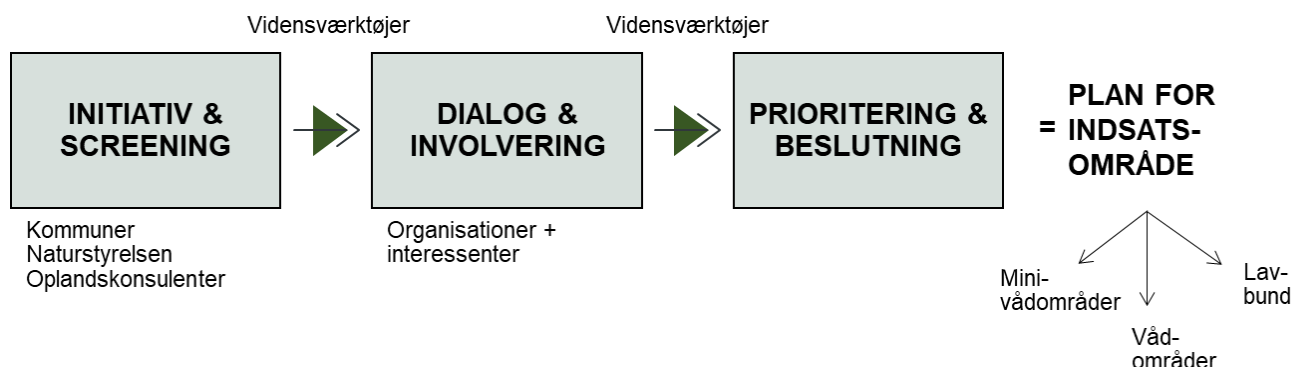 Vidensværktøjer
Vidensværktøjer
INITIATIV &
SCREENING
DIALOG &
INVOLVERING
PRIORITERING &
BESLUTNING
=
PLAN FOR
INDSATS-
OMRÅDE
Kommuner
Naturstyrelsen
Oplandskonsulenter
Organisationer +
interessenter
Mini-
vådområder
Våd-
områder
Lav-
bund